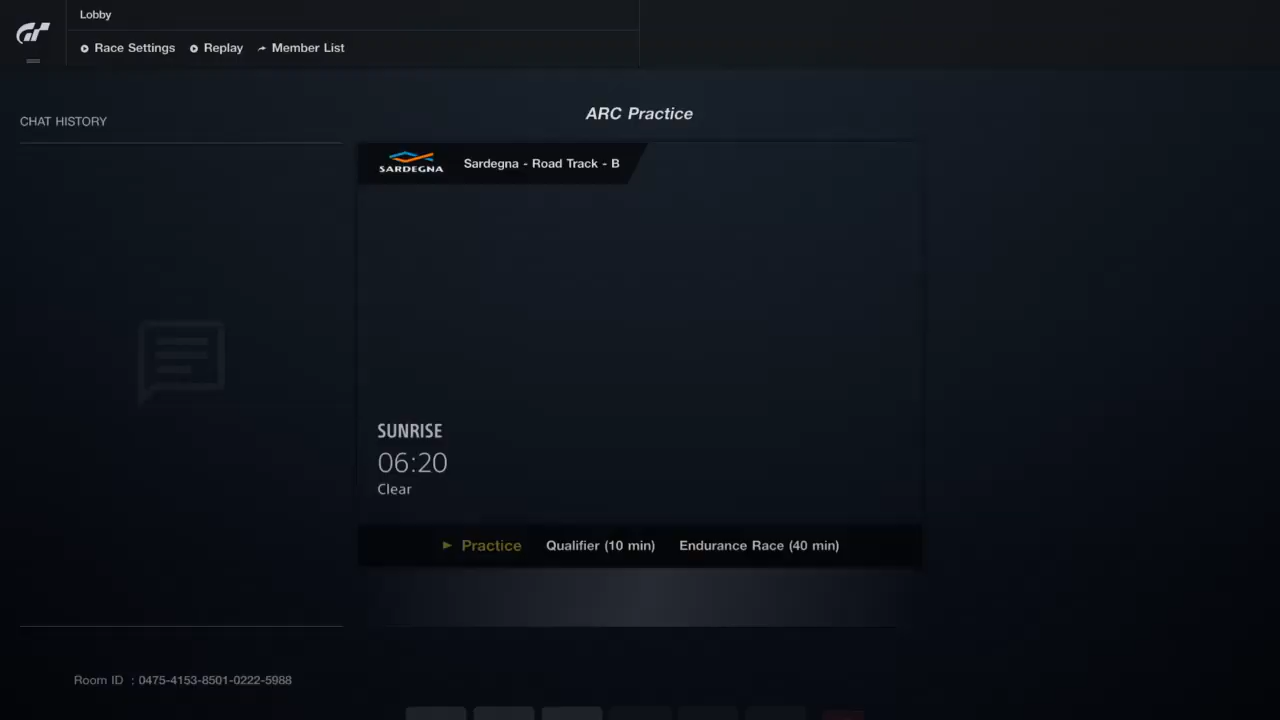 Lobby
Race Settings Replay Member List
CHAT HISTORY
ARC Practice
SARDEGNA Sardegna - Road Track - B
SUNRISE
06:20
Clear
Practice Qualifier (10 min) Endurance Race (40 min)
Room ID : 0475-4153-8501-0222-5988